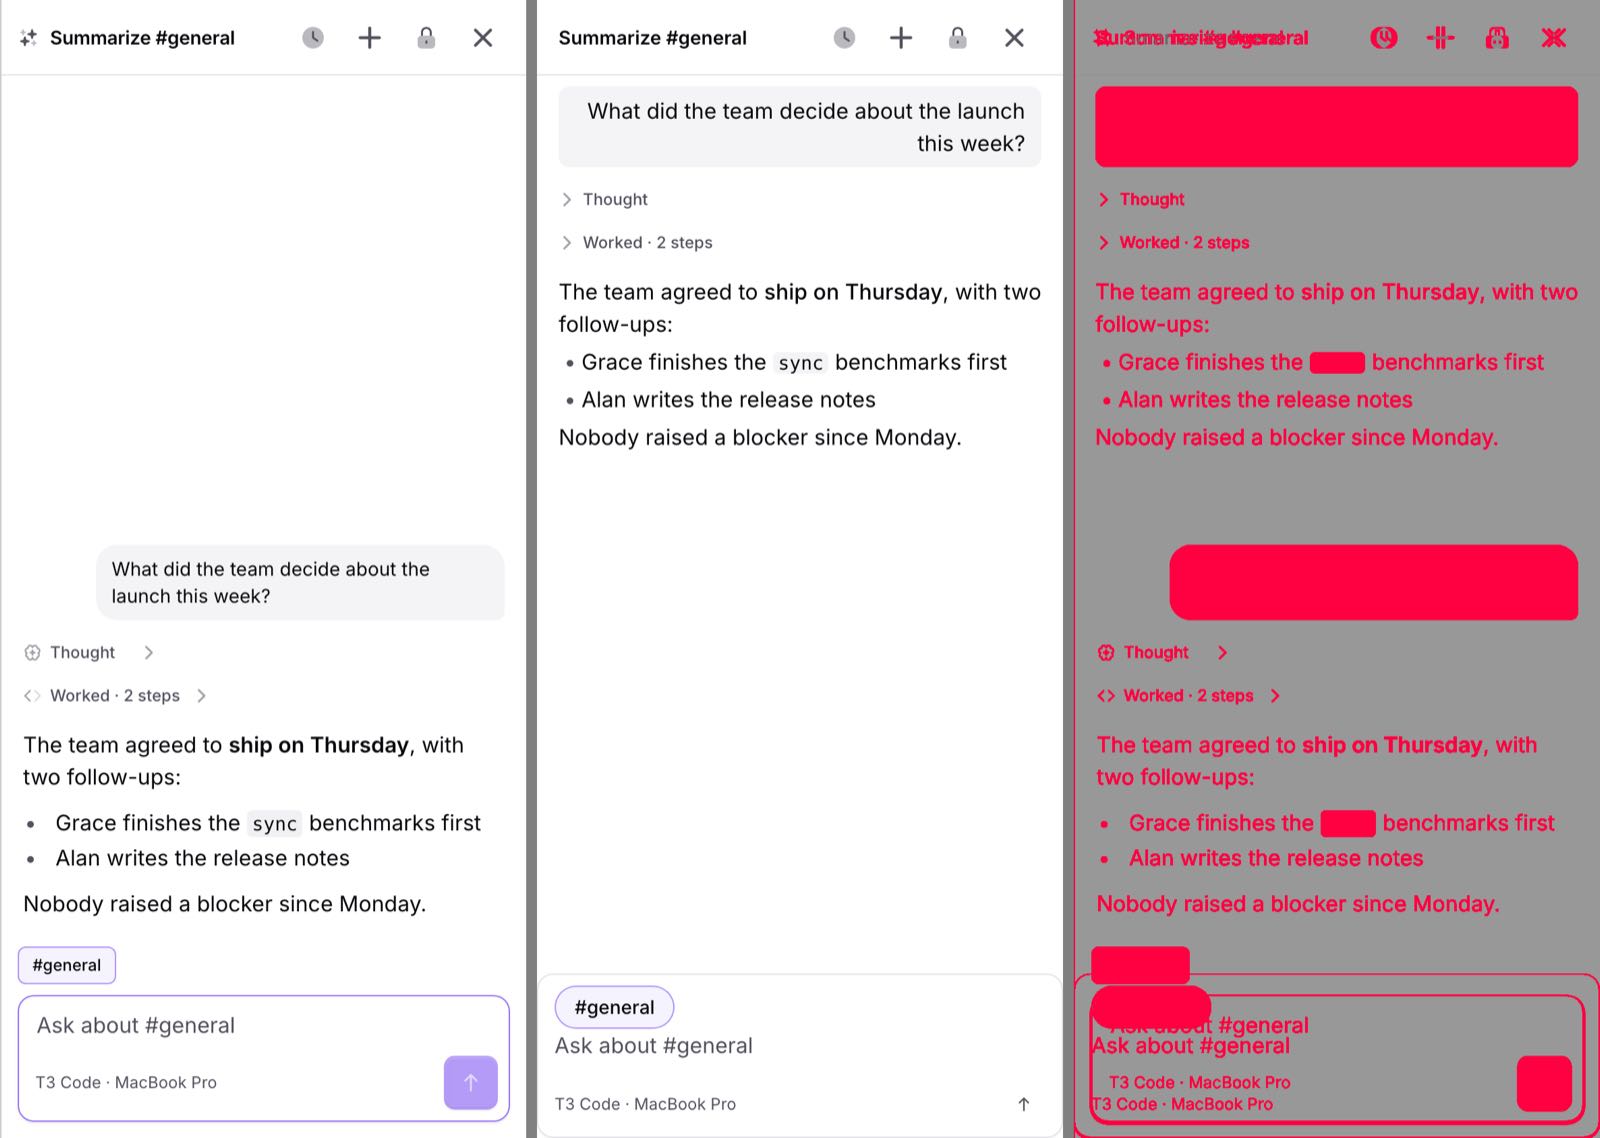 Summarize #general
What did the team decide about the
launch this week?
Thought
Worked · 2 steps
The team agreed to ship on Thursday, with
two follow-ups:
• Grace finishes the sync benchmarks first
• Alan writes the release notes
Nobody raised a blocker since Monday.
#general
Ask about #general
T3 Code · MacBook Pro
Summarize #general
What did the team decide about the launch
this week?
Thought
Worked · 2 steps
The team agreed to ship on Thursday, with two
follow-ups:
• Grace finishes the sync benchmarks first
• Alan writes the release notes
Nobody raised a blocker since Monday.
#general
Ask about #general
T3 Code · MacBook Pro
Thought
Worked · 2 steps
The team agreed to ship on Thursday, with two
follow-ups:
• Grace finishes the benchmarks first
• Alan writes the release notes
Nobody raised a blocker since Monday.
Thought
Worked · 2 steps
The team agreed to ship on Thursday, with
two follow-ups:
• Grace finishes the benchmarks first
• Alan writes the release notes
Nobody raised a blocker since Monday.
Ask about #general
Ask about #general
T3 Code · MacBook Pro
T3 Code · MacBook Pro